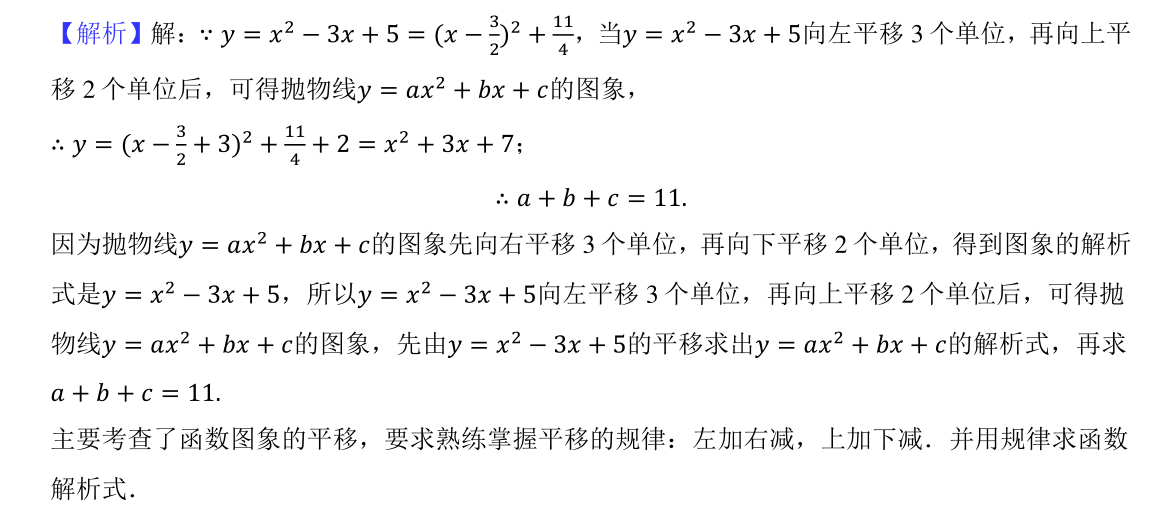 【解析】解：∵ y = x² − 3x + 5 = (x − 3/2)² + 11/4，当y = x² − 3x + 5向左平移 3 个单位，再向上平
移 2 个单位后，可得抛物线y = ax² + bx + c的图象，
∴ y = (x − 3/2 + 3)² + 11/4 + 2 = x² + 3x + 7；
∴ a + b + c = 11.
因为抛物线y = ax² + bx + c的图象先向右平移 3 个单位，再向下平移 2 个单位，得到图象的解析
式是y = x² − 3x + 5，所以y = x² − 3x + 5向左平移 3 个单位，再向上平移 2 个单位后，可得抛
物线y = ax² + bx + c的图象，先由y = x² − 3x + 5的平移求出y = ax² + bx + c的解析式，再求
a + b + c = 11.
主要考查了函数图象的平移，要求熟练掌握平移的规律：左加右减，上加下减．并用规律求函数
解析式．